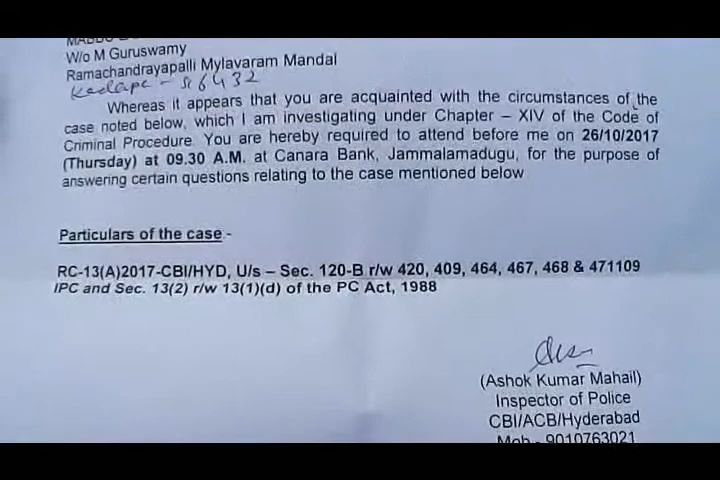 W/o M Guruswamy
Ramachandrayapalli Mylavaram Mandal
Kadapa - 516432
Whereas it appears that you are acquainted with the circumstances of the
case noted below, which I am investigating under Chapter – XIV of the Code of
Criminal Procedure. You are hereby required to attend before me on 26/10/2017
(Thursday) at 09.30 A.M. at Canara Bank, Jammalamadugu, for the purpose of
answering certain questions relating to the case mentioned below
Particulars of the case:-
RC-13(A)2017-CBI/HYD, U/s – Sec. 120-B r/w 420, 409, 464, 467, 468 & 471109
IPC and Sec. 13(2) r/w 13(1)(d) of the PC Act, 1988
(Ashok Kumar Mahail)
Inspector of Police
CBI/ACB/Hyderabad
Mob - 9010763021